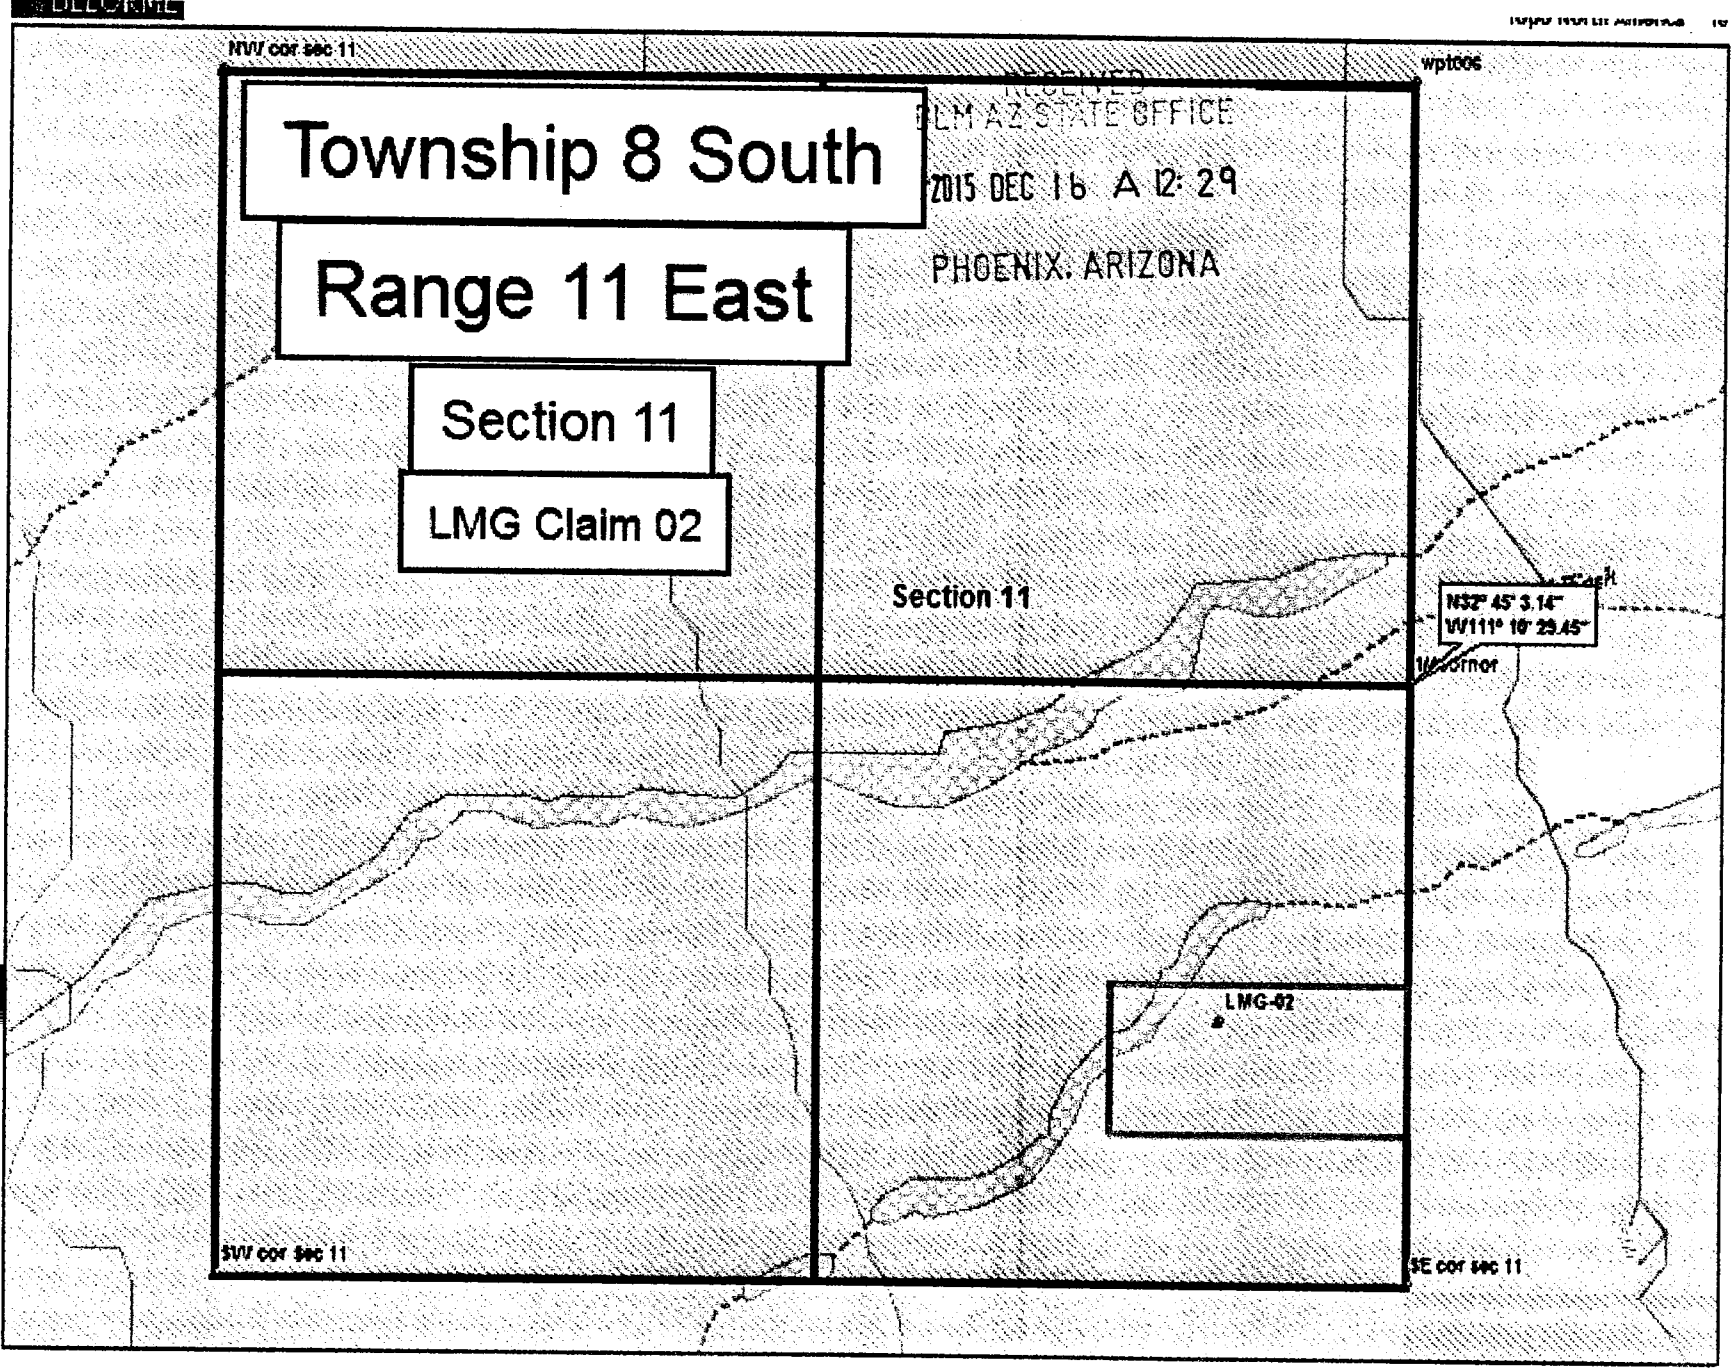 DELORME
NW cor sec 11
wpt006
RECEIVED
BLM AZ STATE OFFICE
Township 8 South
2015 DEC 16 A 12: 29
PHOENIX, ARIZONA
Range 11 East
Section 11
LMG Claim 02
Section 11
N32° 45' 3.14"
W111° 10' 29.45"
LMG-02
SW cor sec 11
SE cor sec 11